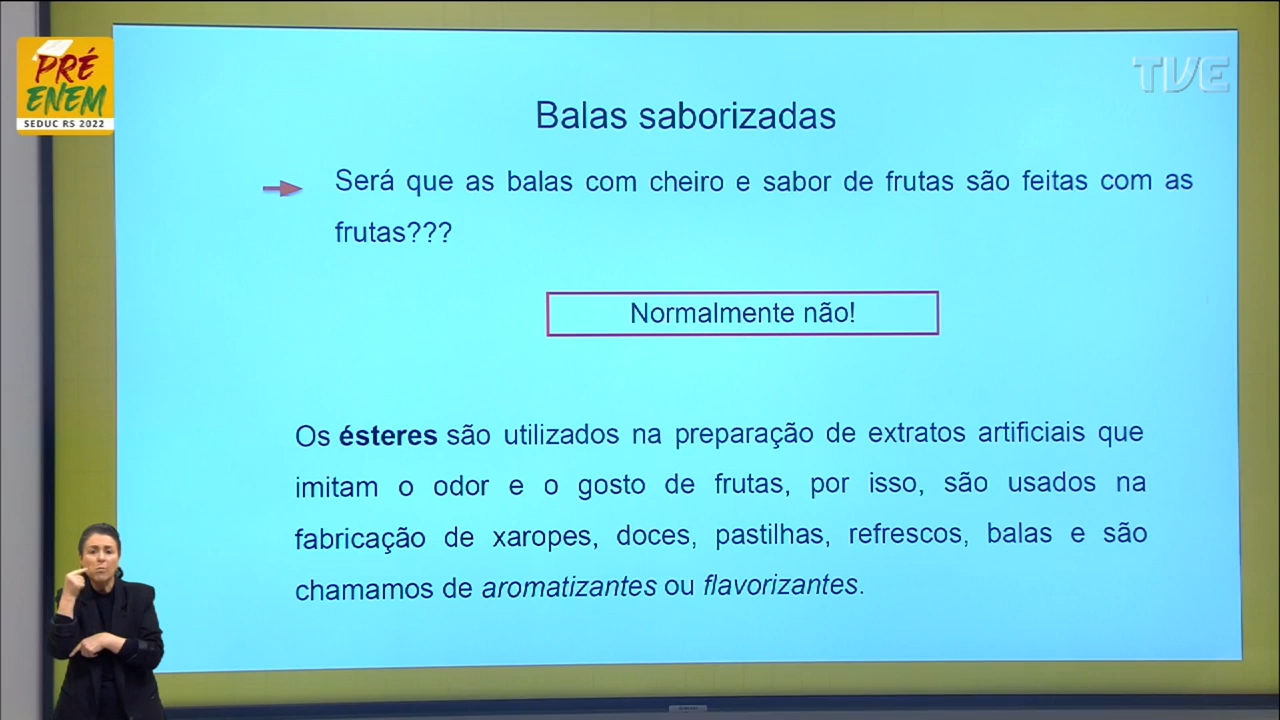 PRÉ
ENEM
SEDUC RS 2022
TVE
Balas saborizadas
Será que as balas com cheiro e sabor de frutas são feitas com as
frutas???
Normalmente não!
Os ésteres são utilizados na preparação de extratos artificiais que
imitam o odor e o gosto de frutas, por isso, são usados na
fabricação de xaropes, doces, pastilhas, refrescos, balas e são
chamamos de aromatizantes ou flavorizantes.